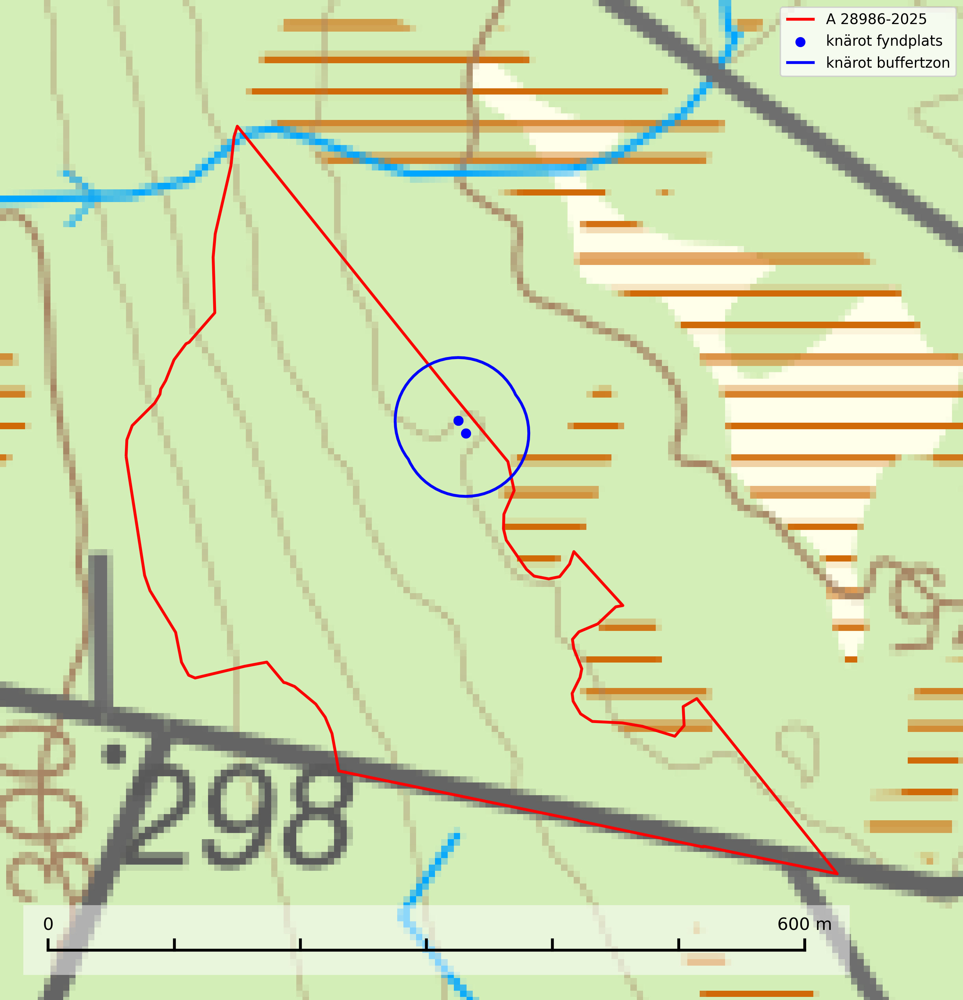 A 28986-2025
knärot fyndplats
knärot buffertzon
298
0
600 m